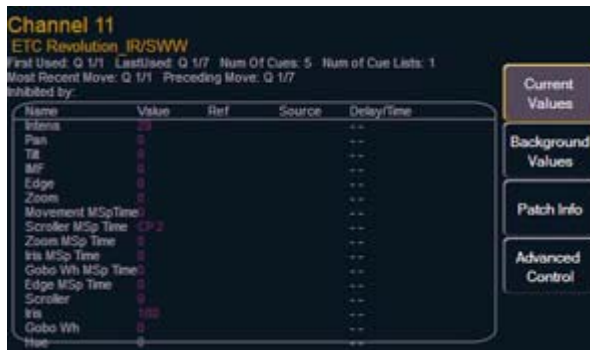 Channel 11
ETC Revolution_IR/SWW
First Used: Q 1/1 LastUsed: Q 1/7 Num Of Cues: 5 Num of Cue Lists: 1
Most Recent Move: Q 1/1 Preceding Move: Q 1/7
Inhibited by:
Name Value Ref Source Delay/Time
Intens 29 --
Pan 0 --
Tilt 0 --
IMF 0 --
Edge 0 --
Zoom 0 --
Movement MSpTime 0 --
Scroller MSp Time CP 2 --
Zoom MSp Time 0 --
Iris MSp Time 0 --
Gobo Wh MSp Time 0 --
Edge MSp Time 0 --
Scroller 0 --
Iris 100 --
Gobo Wh 0 --
Hue 0 --
Current
Values
Background
Values
Patch Info
Advanced
Control